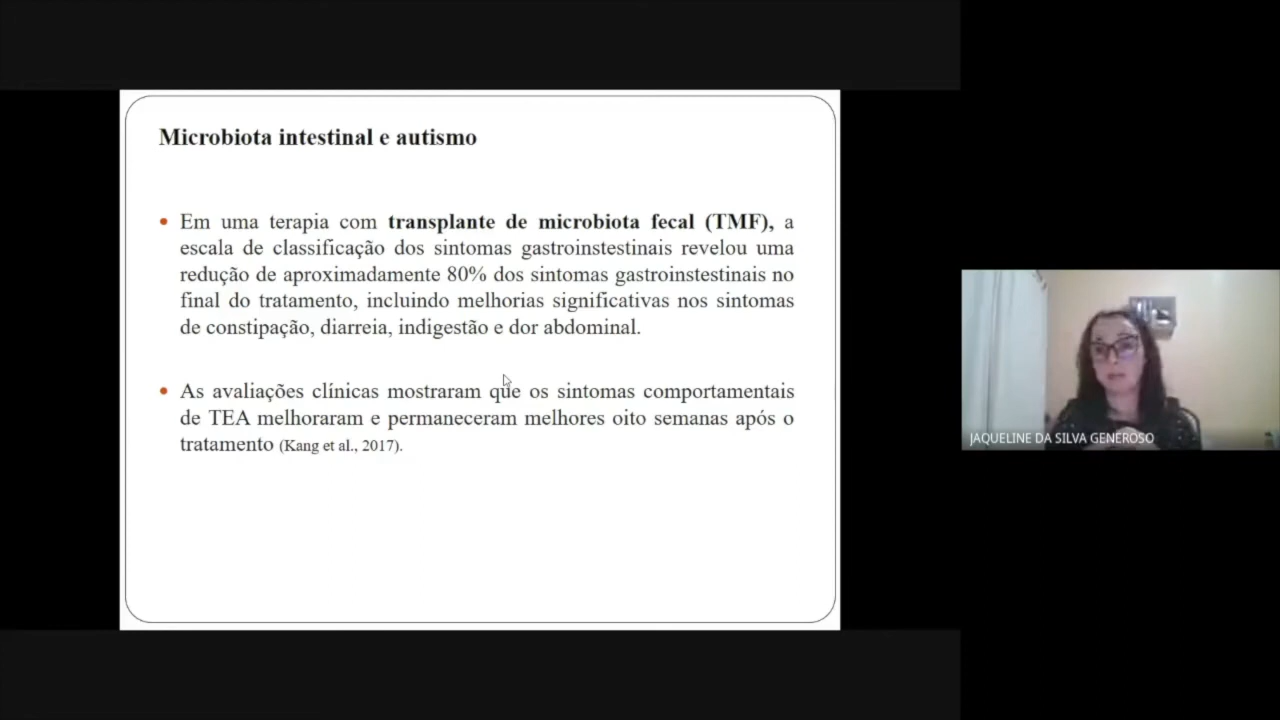 Microbiota intestinal e autismo
Em uma terapia com transplante de microbiota fecal (TMF), a
escala de classificação dos sintomas gastroinstestinais revelou uma
redução de aproximadamente 80% dos sintomas gastroinstestinais no
final do tratamento, incluindo melhorias significativas nos sintomas
de constipação, diarreia, indigestão e dor abdominal.
As avaliações clínicas mostraram que os sintomas comportamentais
de TEA melhoraram e permaneceram melhores oito semanas após o
tratamento (Kang et al., 2017).
JAQUELINE DA SILVA GENEROSO